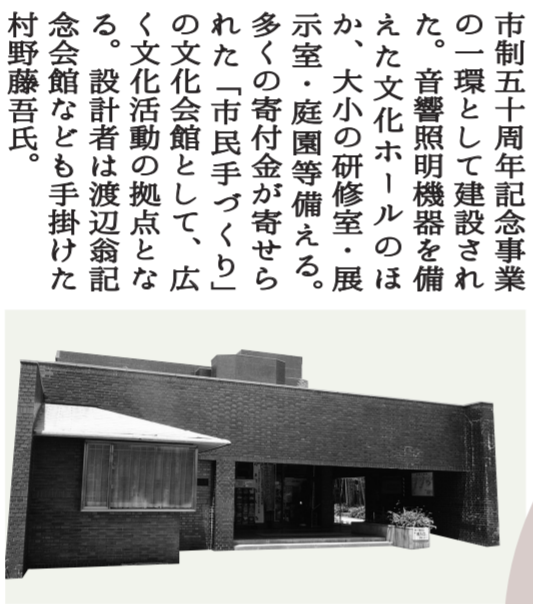 市制五十周年記念事業
の一環として建設され
た。音響照明機器を備
えた文化ホールのほ
か、大小の研修室・展
示室・庭園等備える。
多くの寄付金が寄せら
れた「市民手づくり」
の文化会館として、広
く文化活動の拠点とな
る。設計者は渡辺翁記
念会館なども手掛けた
村野藤吾氏。